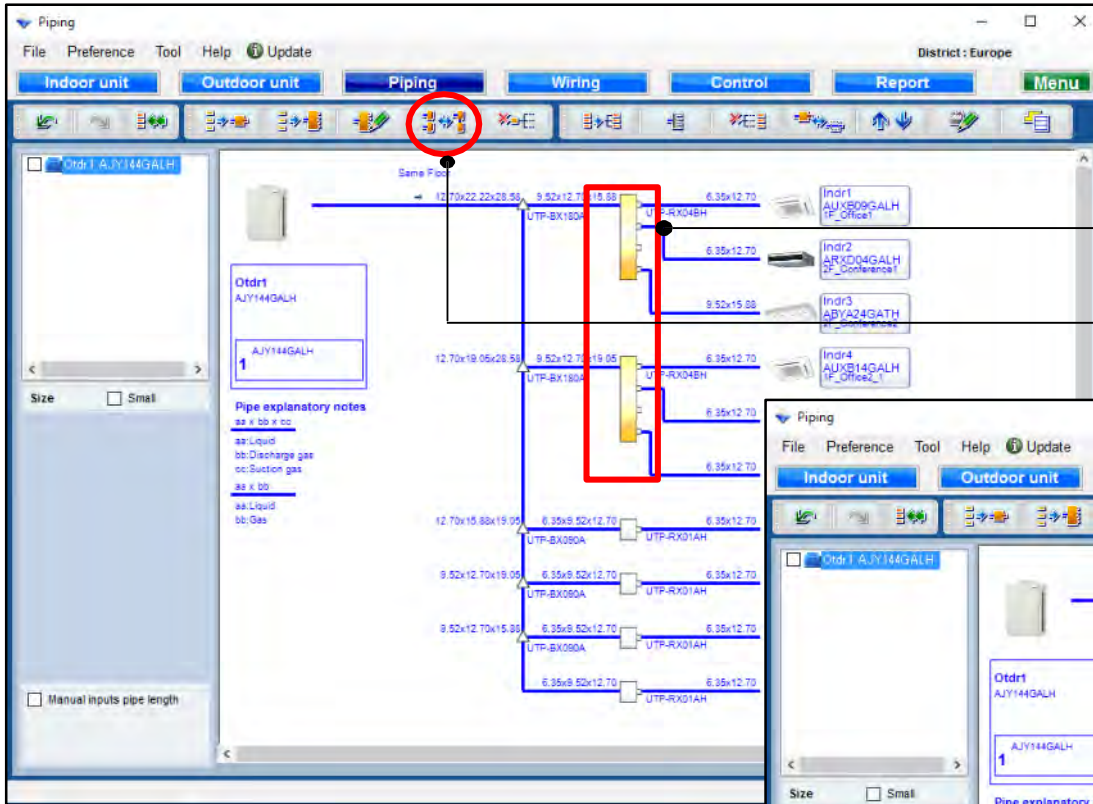 Piping
File Preference Tool Help Update
District : Europe
Indoor unit Outdoor unit Piping Wiring Control Report Menu
Otdr1 AJY144GALH
Size Small
Manual inputs pipe length
Otdr1
AJY144GALH
AJY144GALH
1
Pipe explanatory notes
aa x bb x cc
aa:Liquid
bb:Discharge gas
cc:Suction gas
aa x bb
aa:Liquid
bb:Gas
Same Floor
12.70x22.22x28.58 9.52x12.70x15.88 6.35x12.70
UTP-BX180A UTP-RX04BH
Indr1
AUXB09GALH
1F_Office1
6.35x12.70
Indr2
ARXD04GALH
2F_Conference1
9.52x15.88
Indr3
ABYA24GATH
2F_Conference2
12.70x19.05x28.58 9.52x12.70x19.05 6.35x12.70
UTP-BX180A UTP-RX04BH
Indr4
AUXB14GALH
1F_Office2_1
6.35x12.70
6.35x12.70
12.70x15.88x19.05 6.35x9.52x12.70 6.35x12.70
UTP-BX090A UTP-RX01AH
9.52x12.70x19.05 6.35x9.52x12.70 6.35x12.70
UTP-BX090A UTP-RX01AH
9.52x12.70x15.88 6.35x9.52x12.70 6.35x12.70
UTP-BX090A UTP-RX01AH
6.35x9.52x12.70 6.35x12.70
UTP-RX01AH
Piping
File Preference Tool Help Update
Indoor unit Outdoor unit
Otdr1 AJY144GALH
Size Small
Otdr1
AJY144GALH
AJY144GALH
1
Pipe explanatory